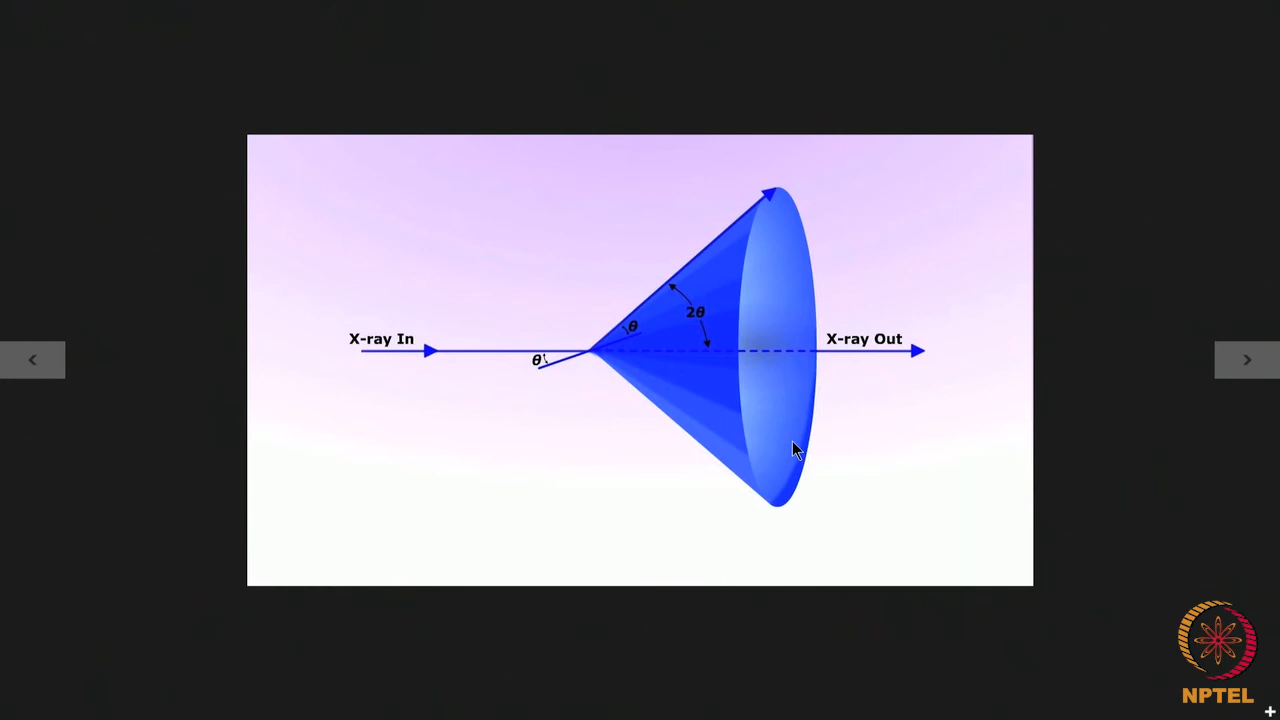 X-ray In
2θ
θ
X-ray Out
θ
NPTEL